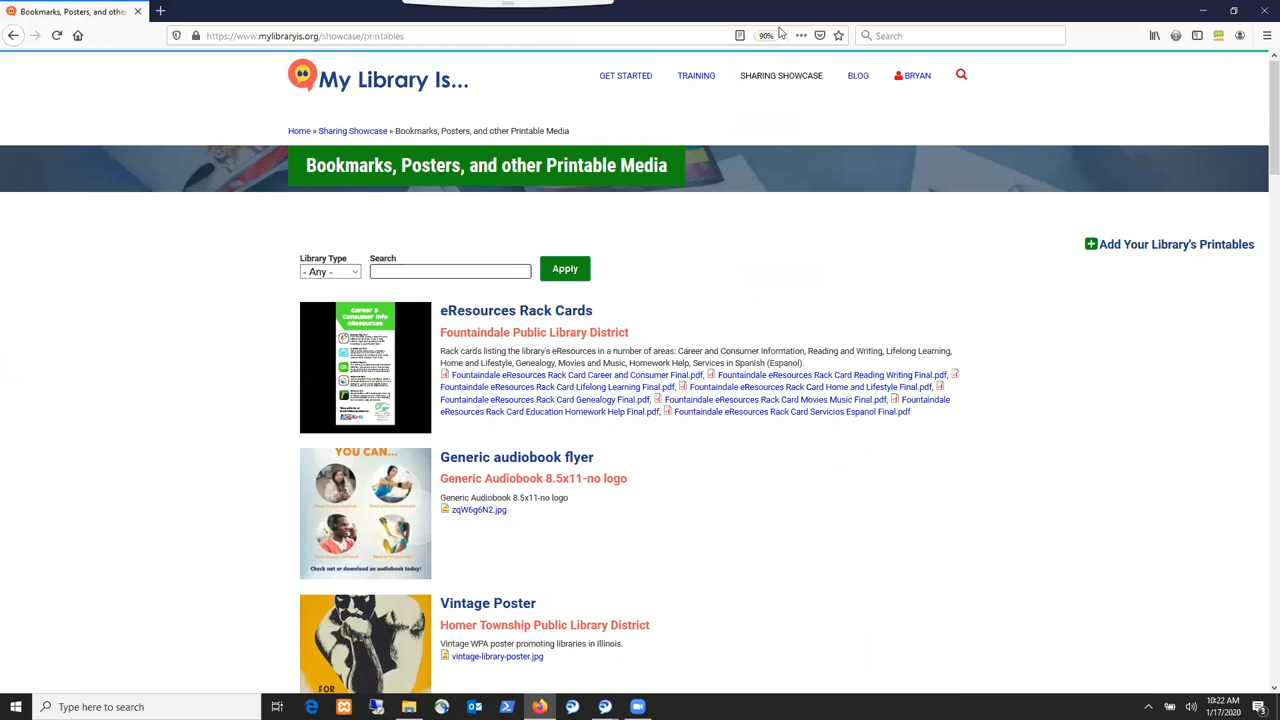 Bookmarks, Posters, and othe
https://www.mylibraryis.org/showcase/printables
90%
Search
My Library Is...
GET STARTED
TRAINING
SHARING SHOWCASE
BLOG
BRYAN
Home » Sharing Showcase » Bookmarks, Posters, and other Printable Media
Bookmarks, Posters, and other Printable Media
Add Your Library's Printables
Library Type
Search
- Any -
Apply
Career & Consumer Info eResources
eResources Rack Cards
Fountaindale Public Library District
Rack cards listing the library's eResources in a number of areas: Career and Consumer Information, Reading and Writing, Lifelong Learning,
Home and Lifestyle, Genealogy, Movies and Music, Homework Help, Services in Spanish (Espanol).
Fountaindale eResources Rack Card Career and Consumer Final.pdf, Fountaindale eResources Rack Card Reading Writing Final.pdf,
Fountaindale eResources Rack Card Lifelong Learning Final.pdf, Fountaindale eResources Rack Card Home and Lifestyle Final.pdf,
Fountaindale eResources Rack Card Genealogy Final.pdf, Fountaindale eResources Rack Card Movies Music Final.pdf, Fountaindale
eResources Rack Card Education Homework Help Final.pdf, Fountaindale eResources Rack Card Servicios Espanol Final.pdf
YOU CAN...
Check out or download an audiobook today!
Generic audiobook flyer
Generic Audiobook 8.5x11-no logo
Generic Audiobook 8.5x11-no logo
zqW6g6N2.jpg
FOR
Vintage Poster
Homer Township Public Library District
Vintage WPA poster promoting libraries in Illinois.
vintage-library-poster.jpg
Type here to search
10:22 AM
1/17/2020
3